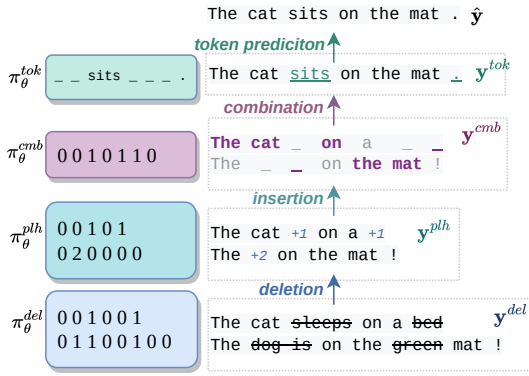 The cat sits on the mat . ŷ
token prediciton
π_θ^tok _ _ sits _ _ _ . The cat sits on the mat . y^tok
combination
π_θ^cmb 0 0 1 0 1 1 0 y^cmb
The cat _ on a _ _
The _ _ on the mat !
insertion
π_θ^plh 0 0 1 0 1 The cat +1 on a +1 y^plh
0 2 0 0 0 0 The +2 on the mat !
deletion
π_θ^del 0 0 1 0 0 1 The cat sleeps on a bed y^del
0 1 1 0 0 1 0 0 The dog is on the green mat !